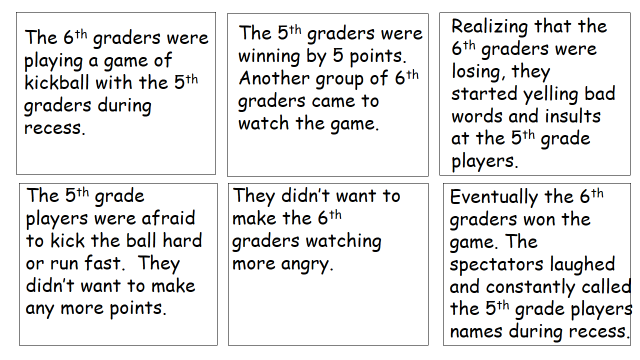 The 6th graders were
playing a game of
kickball with the 5th
graders during
recess.
The 5th graders were
winning by 5 points.
Another group of 6th
graders came to
watch the game.
Realizing that the
6th graders were
losing, they
started yelling bad
words and insults
at the 5th grade
players.
The 5th grade
players were afraid
to kick the ball hard
or run fast.  They
didn't want to make
any more points.
They didn't want to
make the 6th
graders watching
more angry.
Eventually the 6th
graders won the
game. The
spectators laughed
and constantly called
the 5th grade players
names during recess.